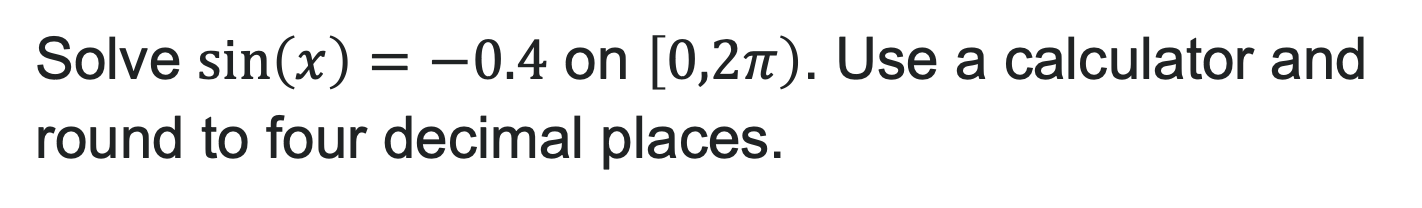 Solve sin(𝑥) = −0.4 on [0,2𝜋). Use a calculator and
round to four decimal places.